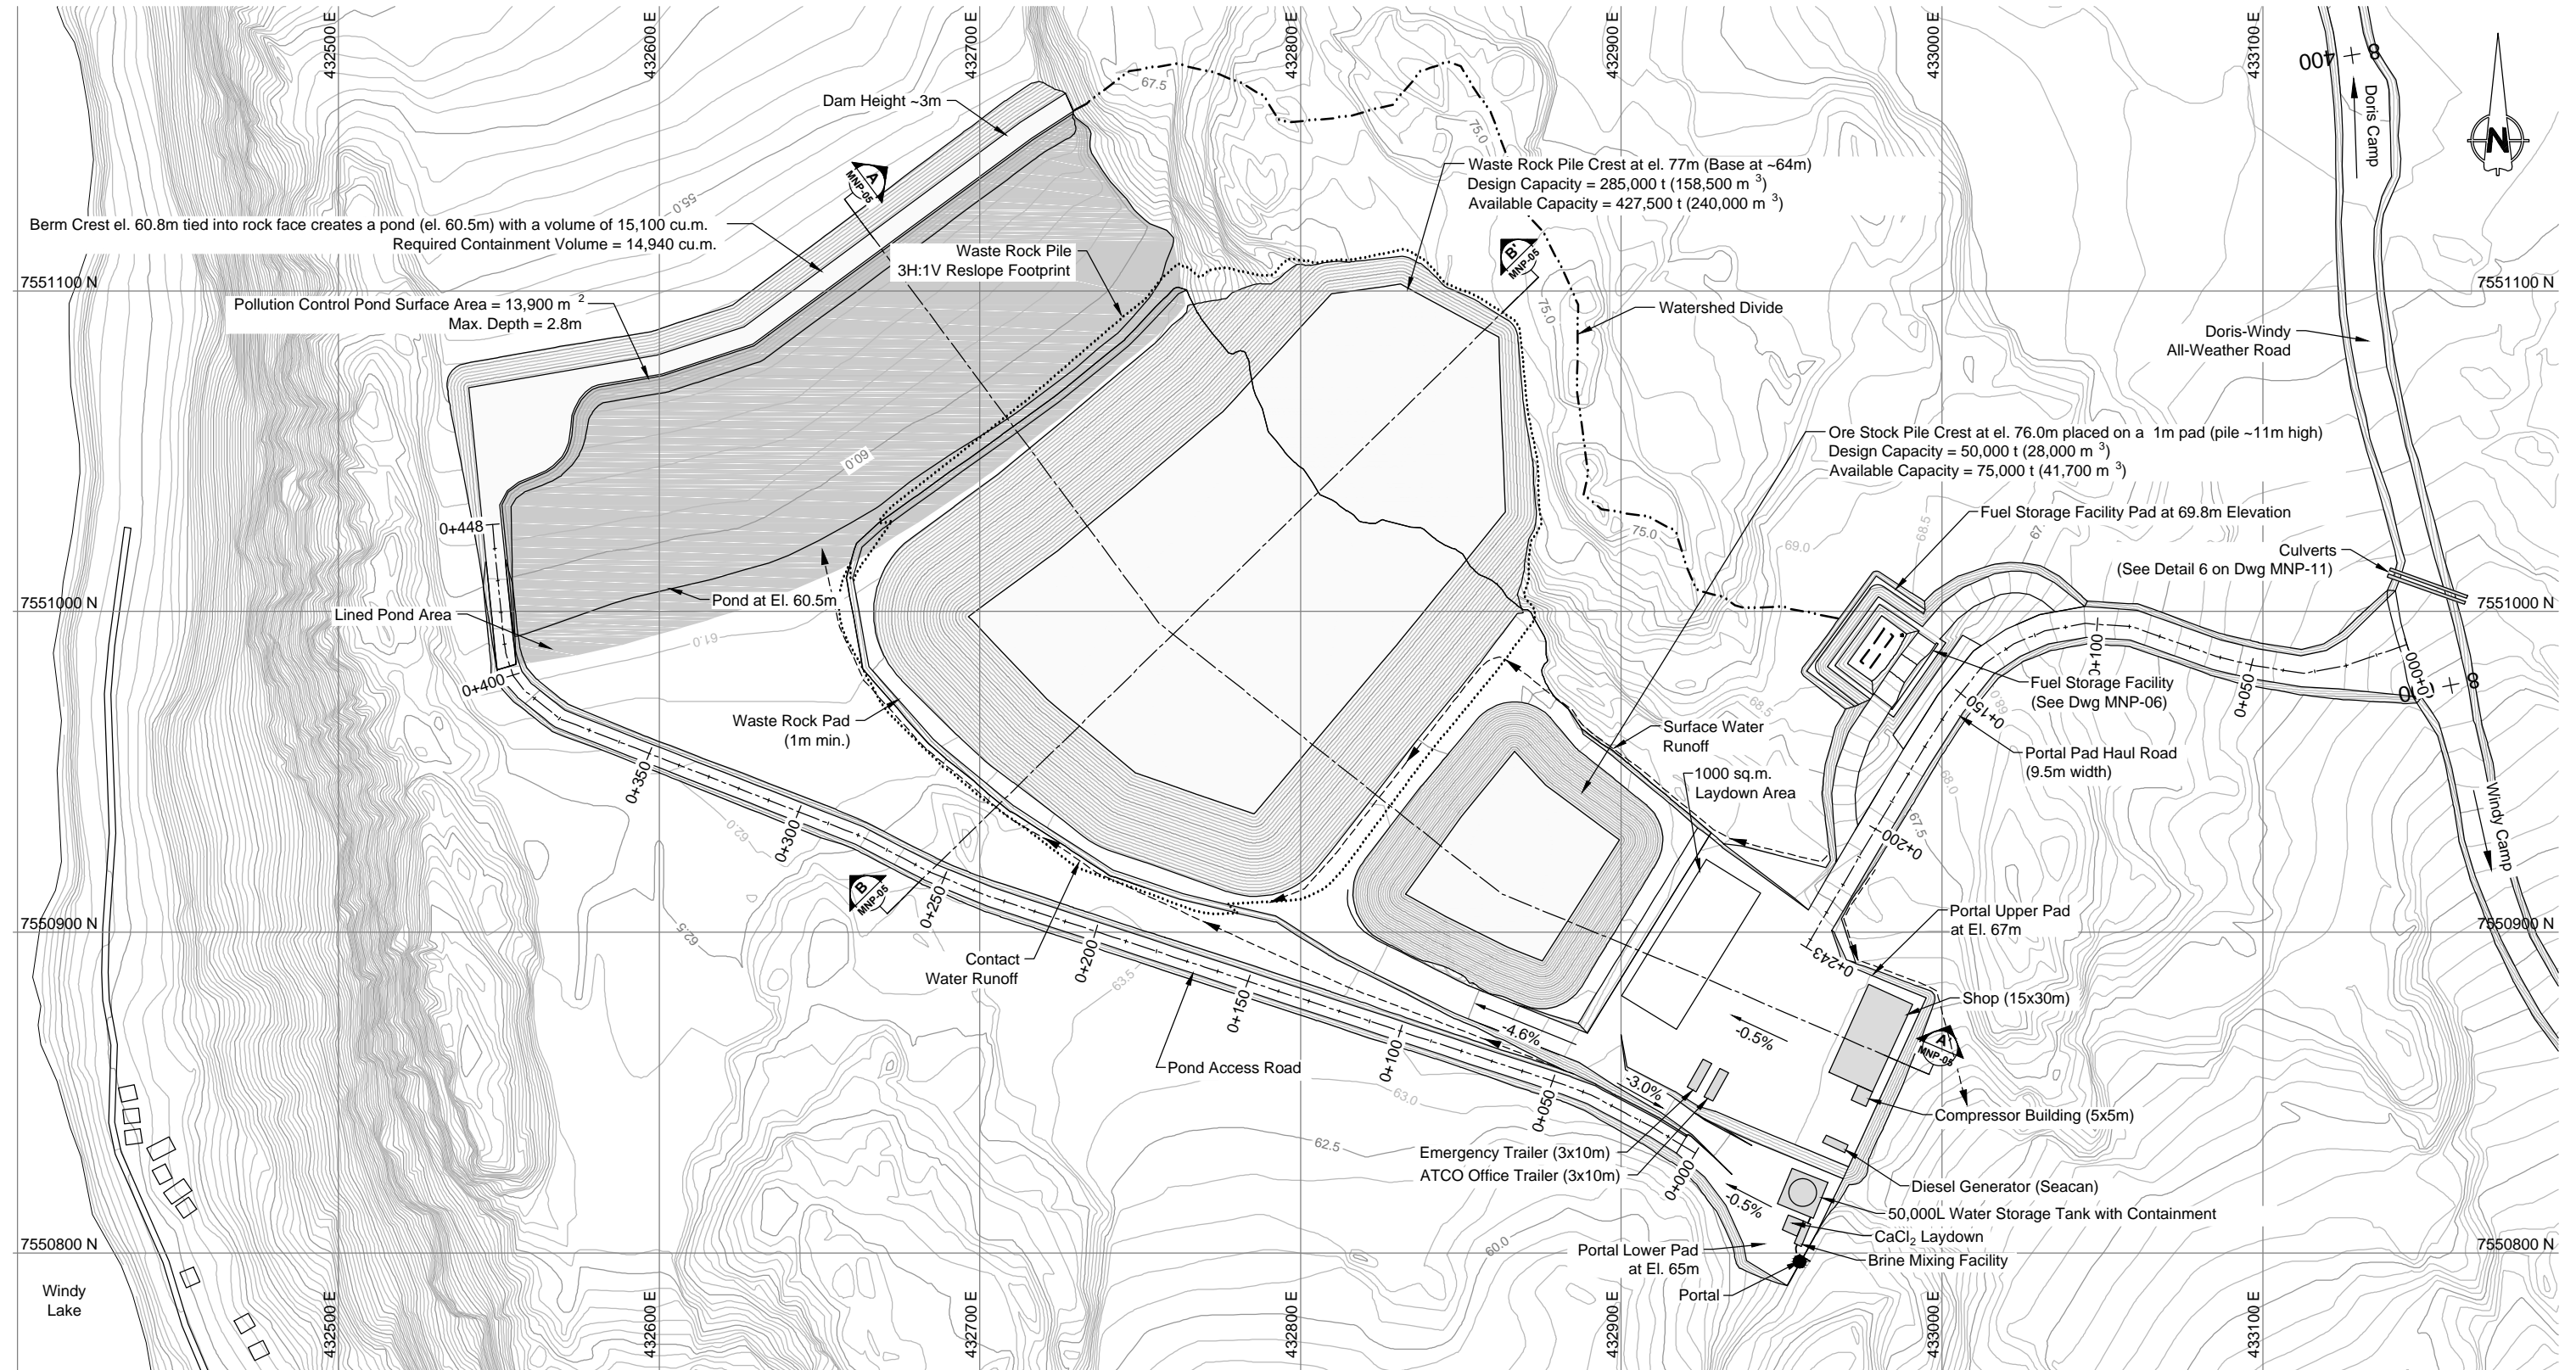 432500 E
432600 E
432700 E
432800 E
432900 E
433000 E
433100 E
8
400
Doris Camp
N
67.5
Dam Height ~3m
75.0
A
MNP-05
55.0
Waste Rock Pile Crest at el. 77m (Base at ~64m)
Design Capacity = 285,000 t (158,500 m 3)
Available Capacity = 427,500 t (240,000 m 3)
Berm Crest el. 60.8m tied into rock face creates a pond (el. 60.5m) with a volume of 15,100 cu.m.
Required Containment Volume = 14,940 cu.m.
Waste Rock Pile
3H:1V Reslope Footprint
B'
MNP-05
7551100 N
7551100 N
Pollution Control Pond Surface Area = 13,900 m 2
Max. Depth = 2.8m
75.0
Watershed Divide
Doris-Windy
All-Weather Road
Ore Stock Pile Crest at el. 76.0m placed on a 1m pad (pile ~11m high)
Design Capacity = 50,000 t (28,000 m 3)
Available Capacity = 75,000 t (41,700 m 3)
60.0
0+448
Fuel Storage Facility Pad at 69.8m Elevation
75.0
69.0
68.5
67.
Culverts
(See Detail 6 on Dwg MNP-11)
7551000 N
7551000 N
Pond at El. 60.5m
Lined Pond Area
61.0
0+400
0+100
0+050
0+000
8
Fuel Storage Facility
(See Dwg MNP-06)
68.5
0+150
Waste Rock Pad
(1m min.)
Surface Water
Runoff
Portal Pad Haul Road
(9.5m width)
0+350
1000 sq.m.
Laydown Area
68.0
0+300
62.0
67.5
0+200
Windy Camp
B
MNP-05
0+250
7550900 N
7550900 N
Portal Upper Pad
at El. 67m
62.5
0+200
0+243
Contact
Water Runoff
63.5
0+150
Shop (15x30m)
-4.6%
-0.5%
A'
MNP-05
0+100
Pond Access Road
-3.0%
63.0
0+050
Compressor Building (5x5m)
62.5
Emergency Trailer (3x10m)
ATCO Office Trailer (3x10m)
0+000
Diesel Generator (Seacan)
-0.5%
50,000L Water Storage Tank with Containment
CaCl2 Laydown
7550800 N
7550800 N
60.0
Portal Lower Pad
at El. 65m
Brine Mixing Facility
Portal
Windy
Lake
432500 E
432600 E
432700 E
432800 E
432900 E
433000 E
433100 E